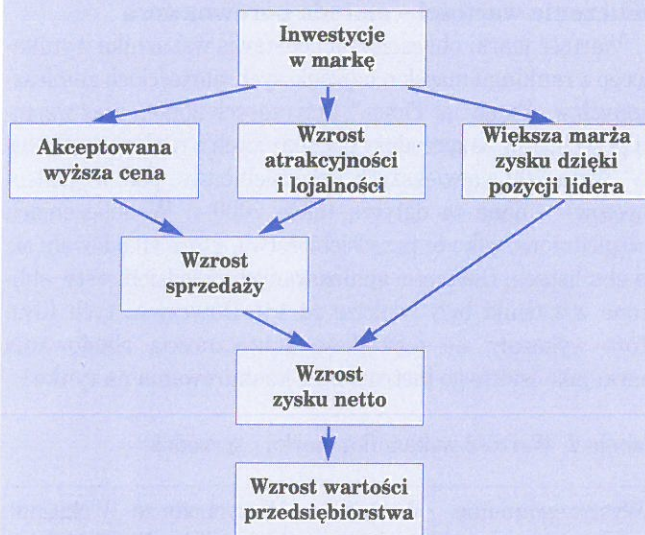 Inwestycje
w markę
Akceptowana
wyższa cena
Wzrost
atrakcyjności
i lojalności
Większa marża
zysku dzięki
pozycji lidera
Wzrost
sprzedaży
Wzrost
zysku netto
Wzrost wartości
przedsiębiorstwa